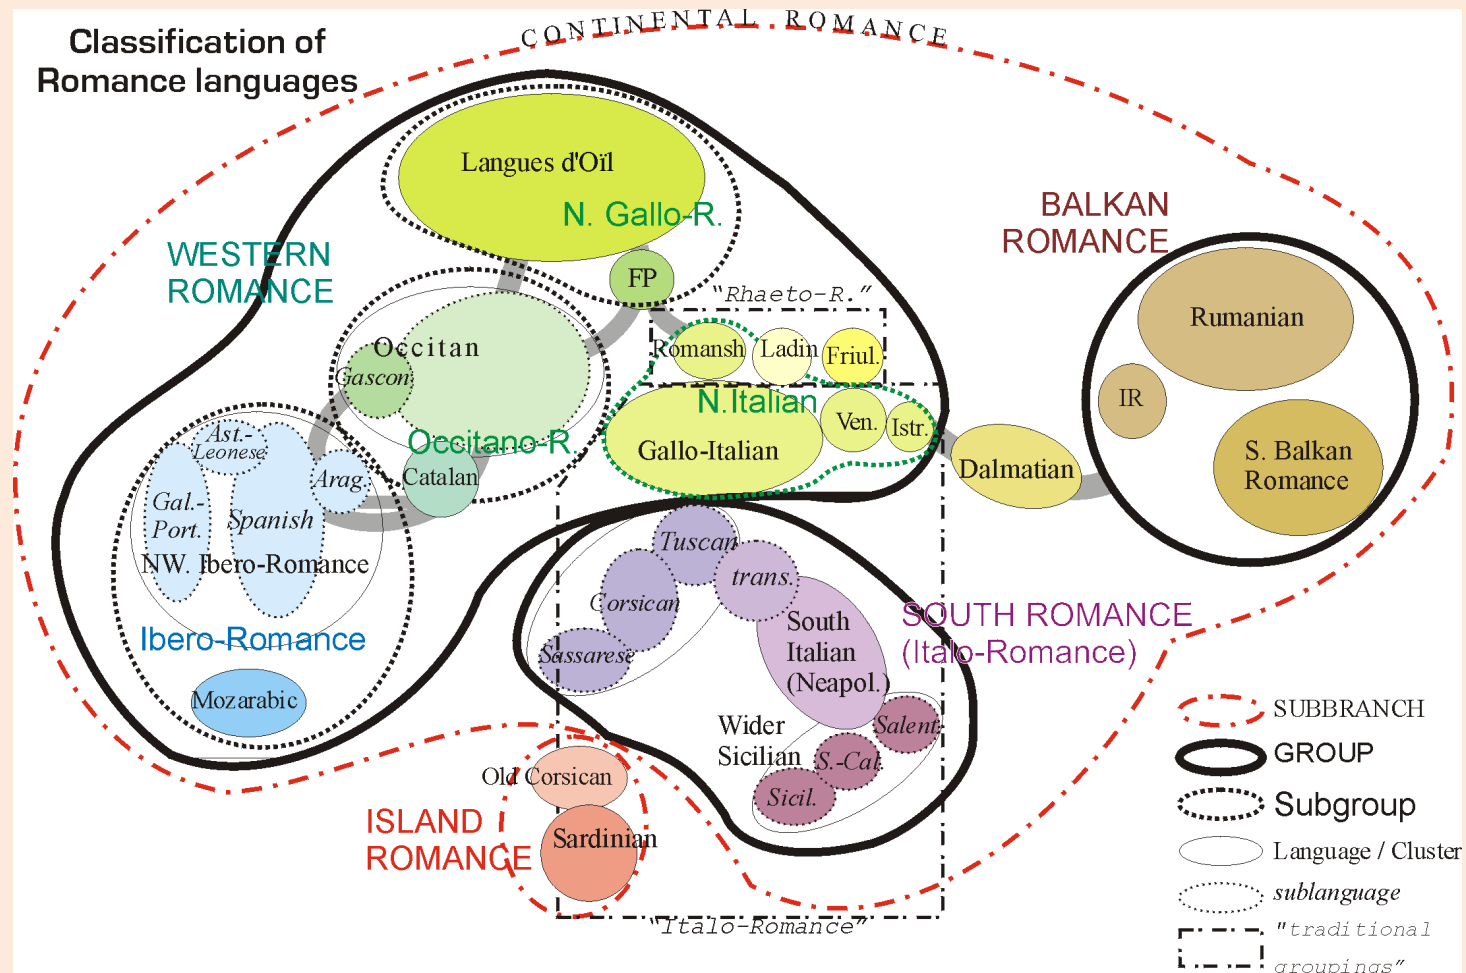 CONTINENTAL ROMANCE
Classification of
Romance languages
Langues d'Oïl
N. Gallo-R.
FP
WESTERN
ROMANCE
BALKAN
ROMANCE
"Rhaeto-R."
Romansh
Ladin
Friul.
Rumanian
Occitan
Gascon
N.Italian
IR
Ven.
Istr.
Occitano-R.
Gallo-Italian
Catalan
Dalmatian
S. Balkan
Romance
Ast.-
Leonese
Arag.
Gal.-
Port.
Spanish
NW. Ibero-Romance
Ibero-Romance
Mozarabic
Tuscan
trans.
Corsican
Sassarese
South
Italian
(Neapol.)
SOUTH ROMANCE
(Italo-Romance)
Wider
Sicilian
Salent.
S.-Cal.
Sicil.
Old Corsican
Sardinian
ISLAND
ROMANCE
"Italo-Romance"
SUBBRANCH
GROUP
Subgroup
Language / Cluster
sublanguage
"traditional
groupings"